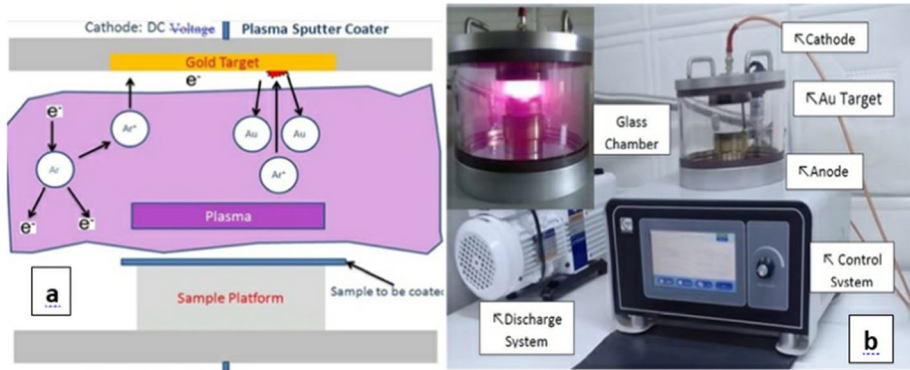 Cathode: DC Voltage
Plasma Sputter Coater
Gold Target
e-
e-
Ar+
Au
Au
Ar
Ar+
e-
e-
Plasma
a
Sample to be coated
Sample Platform
Cathode
Au Target
Glass
Chamber
Anode
Control
System
Discharge
System
b